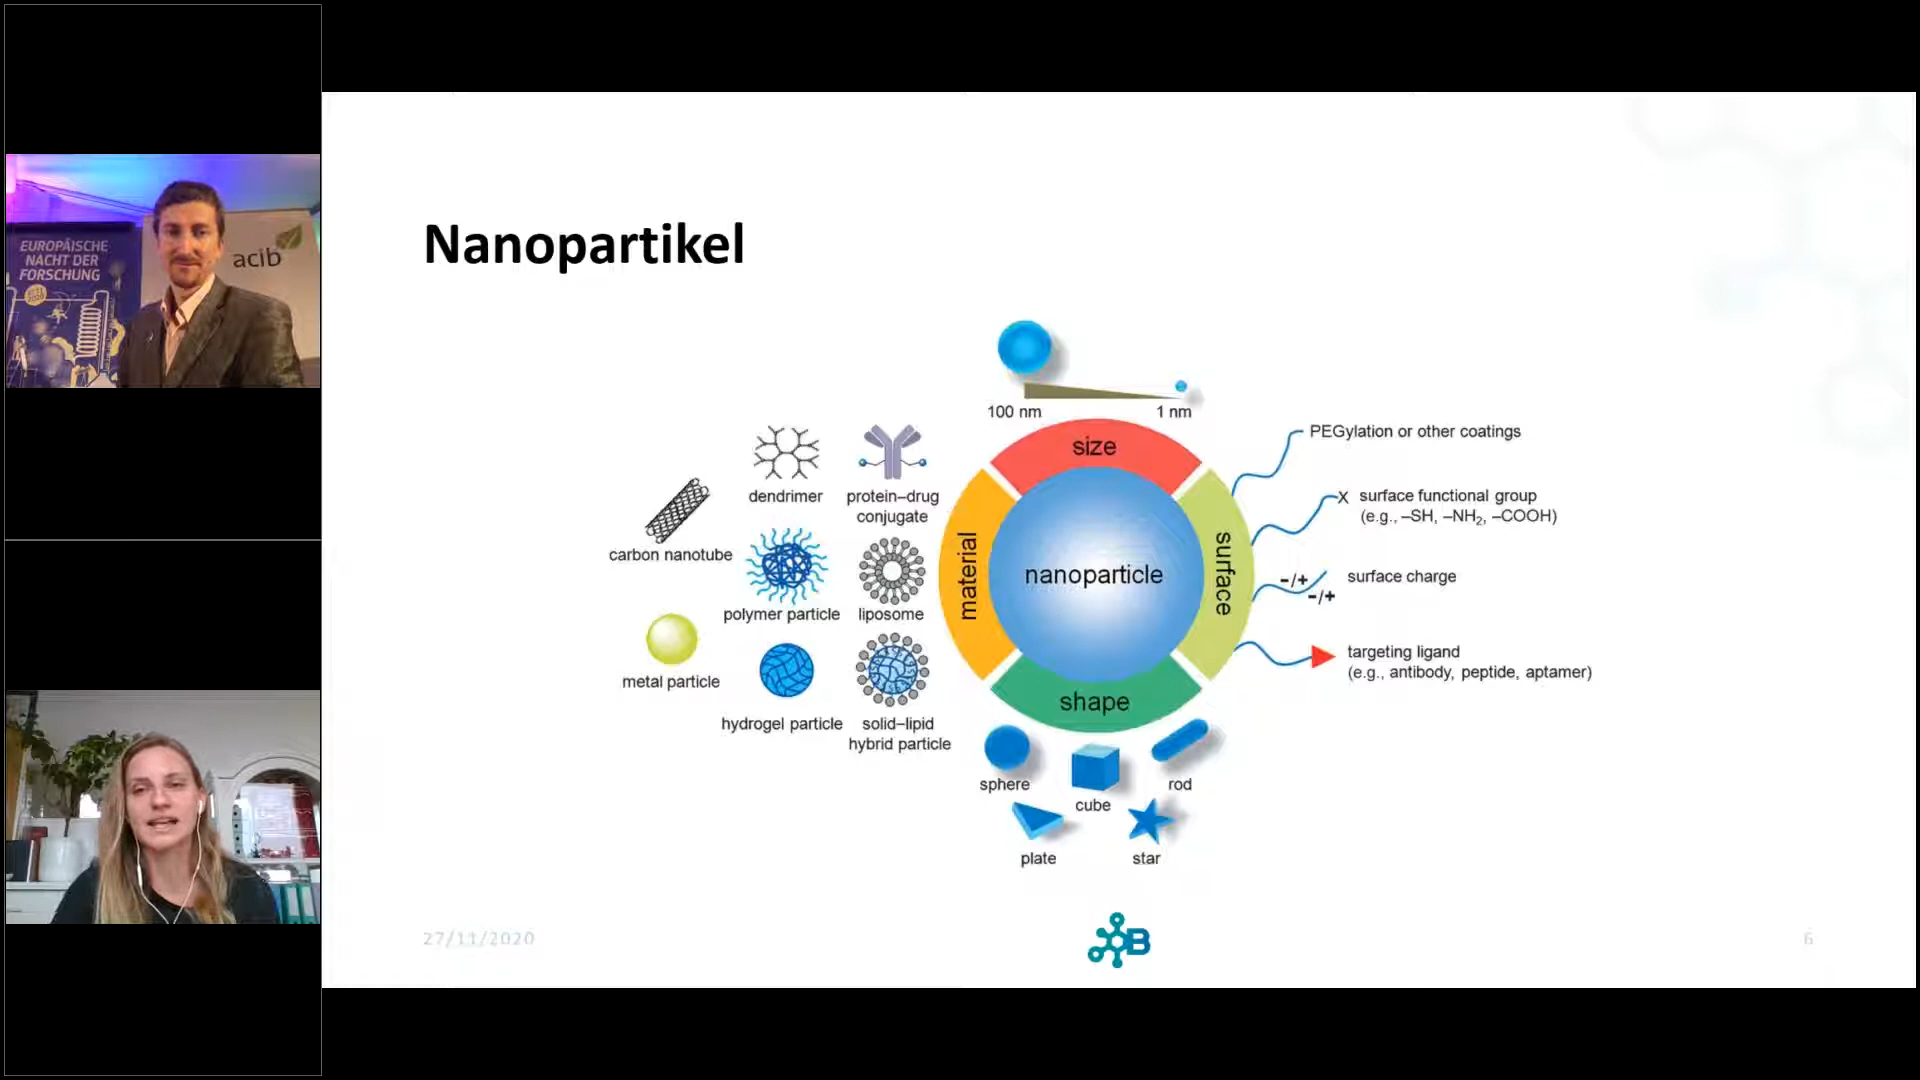 EUROPÄISCHE
NACHT DER
FORSCHUNG
acib
Nanopartikel
100 nm
1 nm
size
material
surface
shape
nanoparticle
dendrimer
protein–drug
conjugate
carbon nanotube
polymer particle
liposome
metal particle
hydrogel particle
solid–lipid
hybrid particle
PEGylation or other coatings
X surface functional group
(e.g., –SH, –NH₂, –COOH)
–/+
–/+
surface charge
targeting ligand
(e.g., antibody, peptide, aptamer)
sphere
cube
rod
plate
star
27/11/2020
B
6